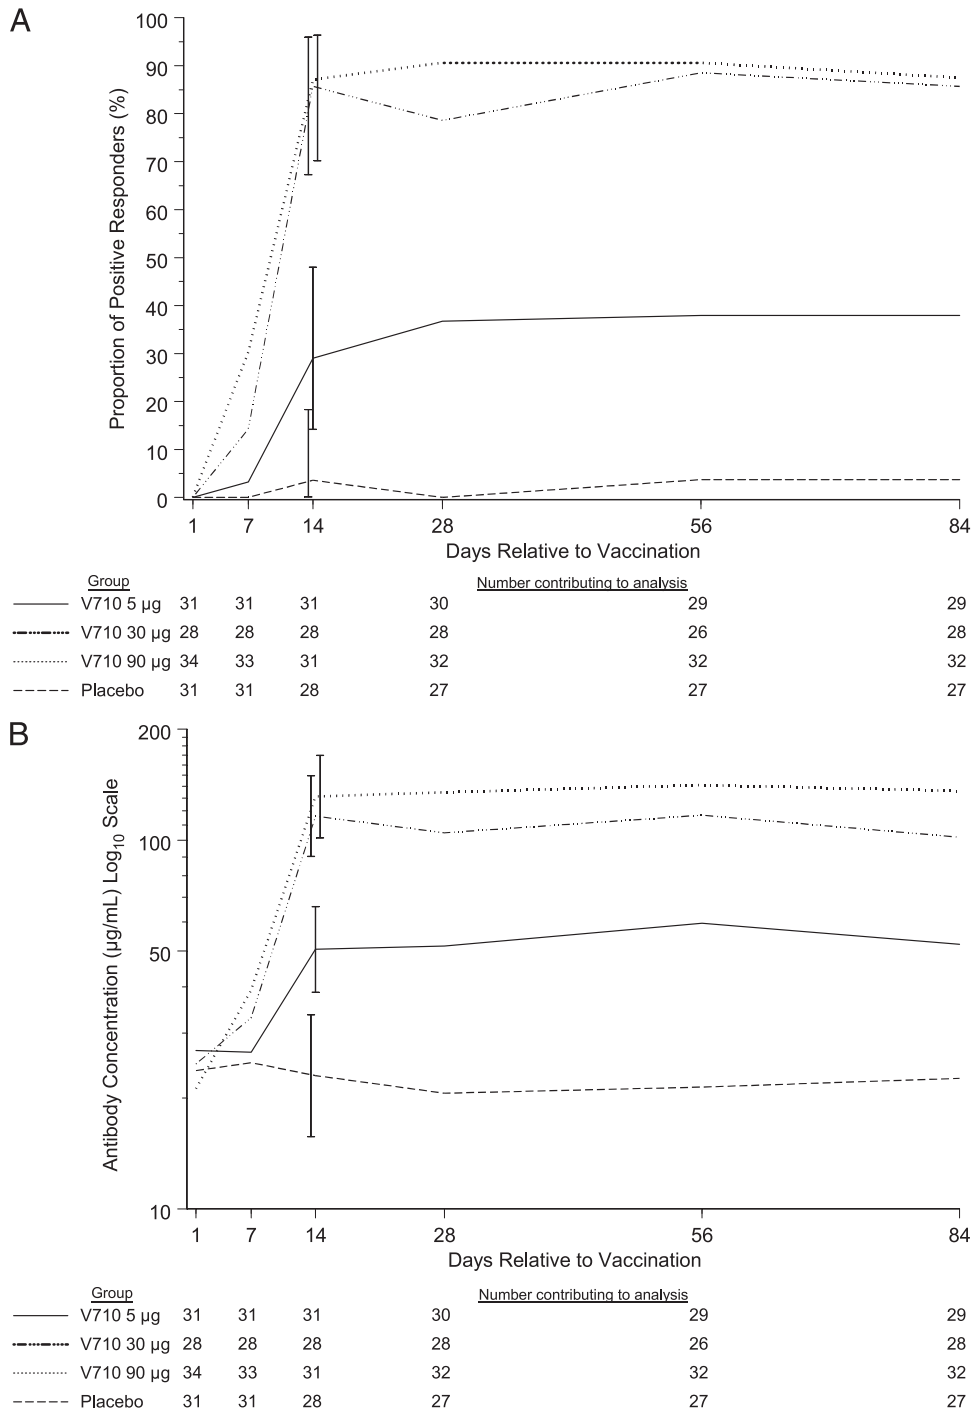 A
100
90
80
70
60
50
40
30
20
10
0
Proportion of Positive Responders (%)
1 7 14 28 56 84
Days Relative to Vaccination
Group Number contributing to analysis
V710 5 µg 31 31 31 30 29 29
V710 30 µg 28 28 28 28 26 28
V710 90 µg 34 33 31 32 32 32
Placebo 31 31 28 27 27 27
B
200
100
50
10
Antibody Concentration (µg/mL) Log10 Scale
1 7 14 28 56 84
Days Relative to Vaccination
Group Number contributing to analysis
V710 5 µg 31 31 31 30 29 29
V710 30 µg 28 28 28 28 26 28
V710 90 µg 34 33 31 32 32 32
Placebo 31 31 28 27 27 27